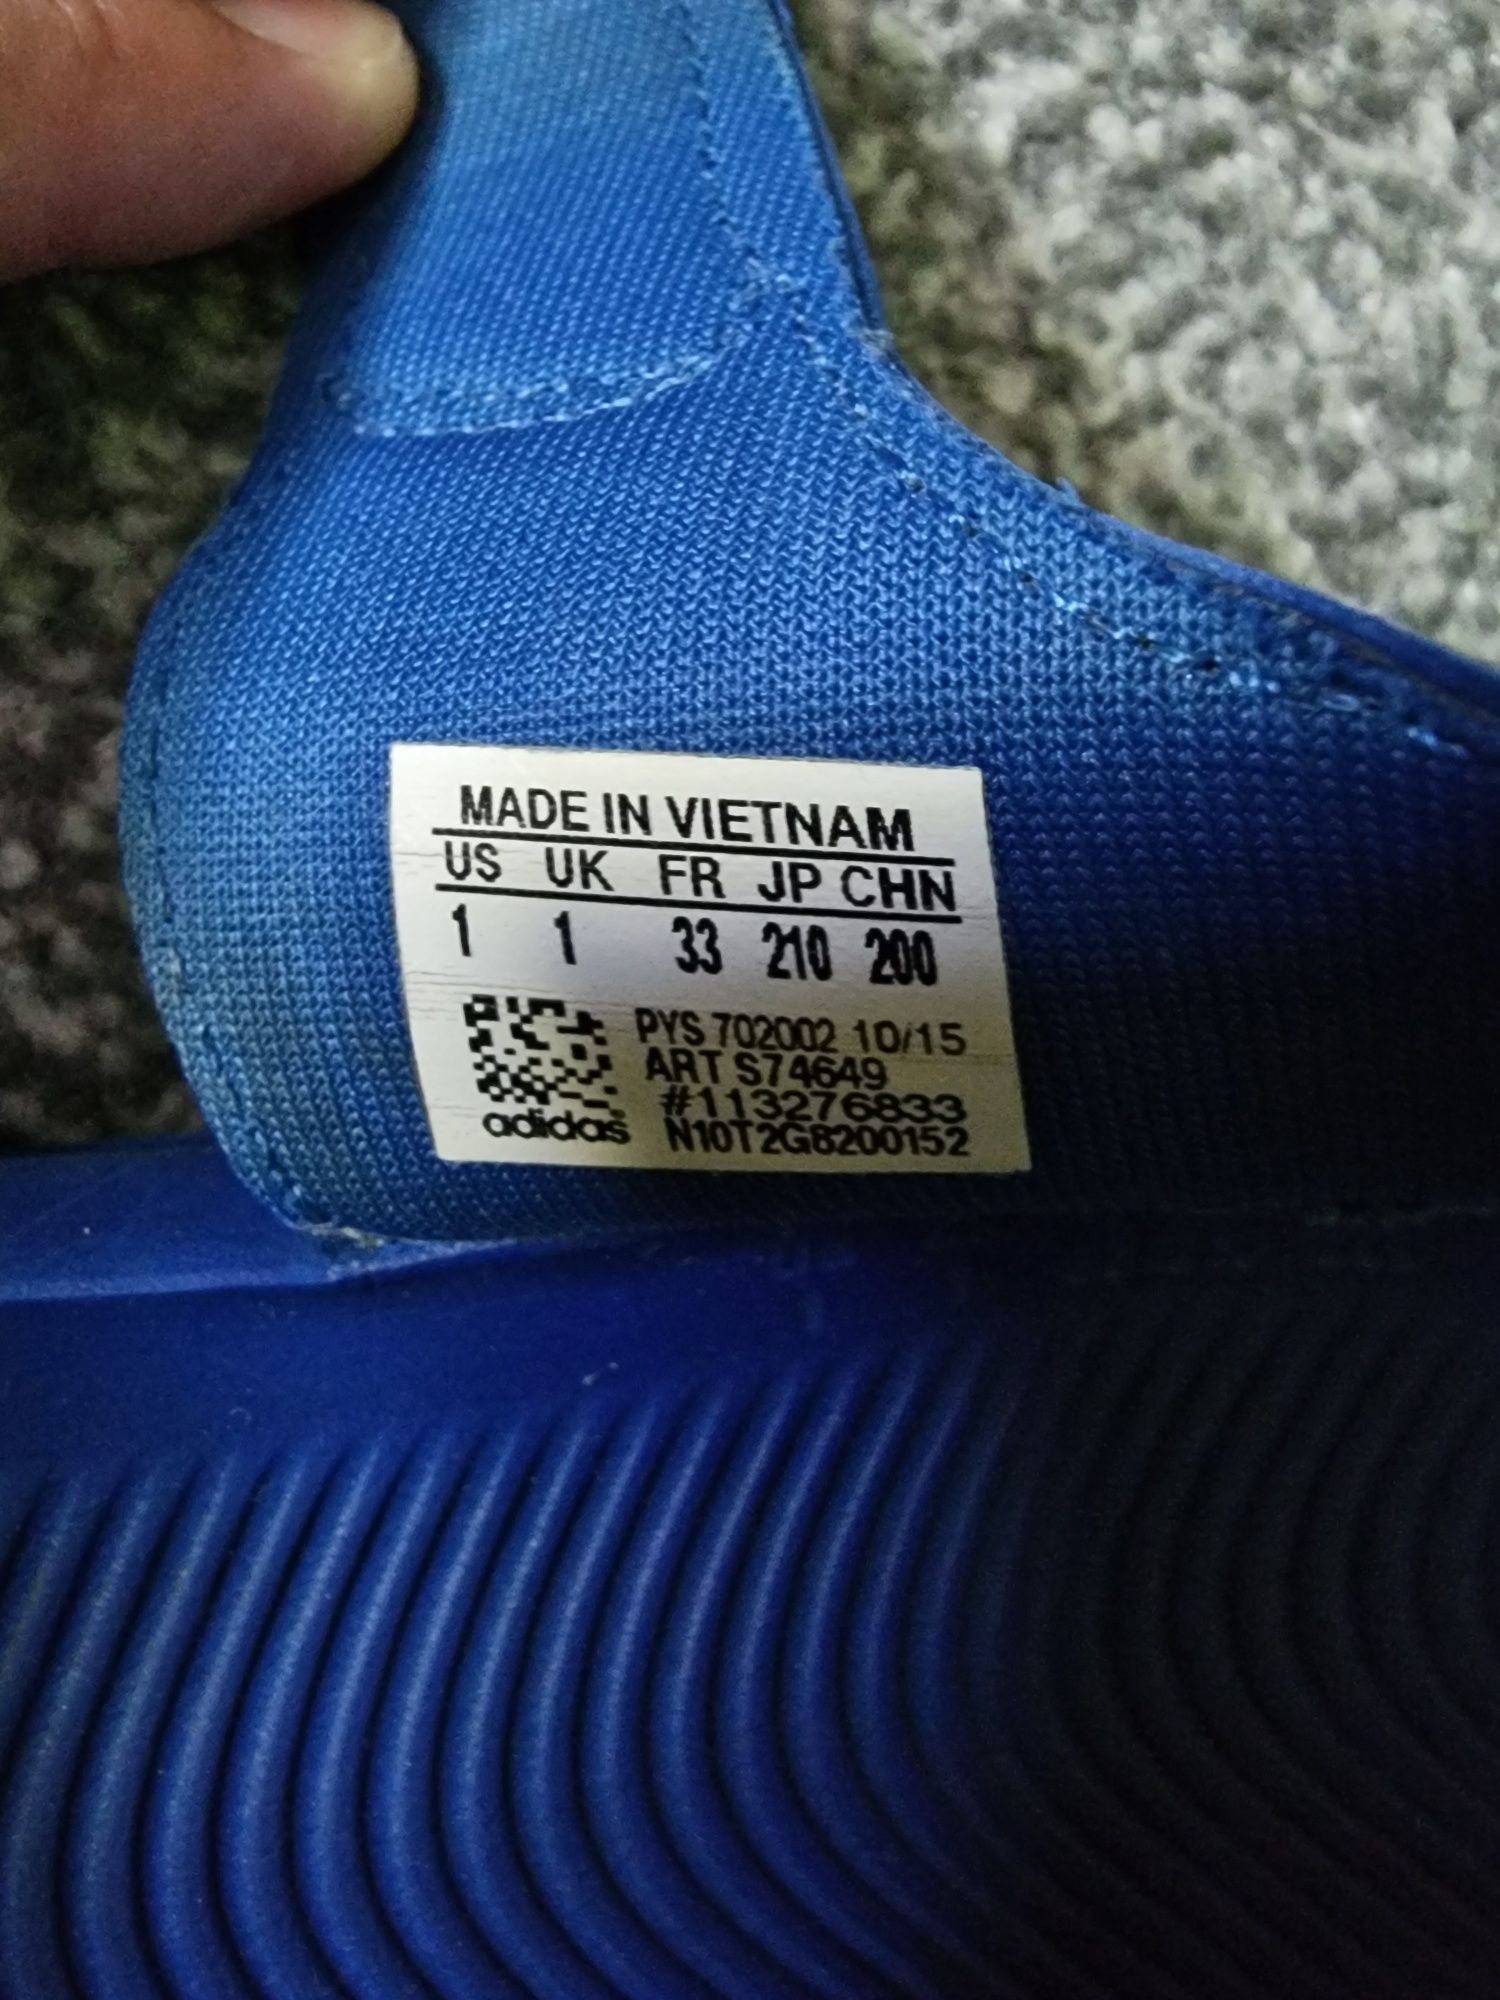 MADE IN VIETNAM
US UK FR JP CHN
1 1 33 210 200
PYS 702002 10/15
ART S74649
#113276833
adidas N10T2G8200152